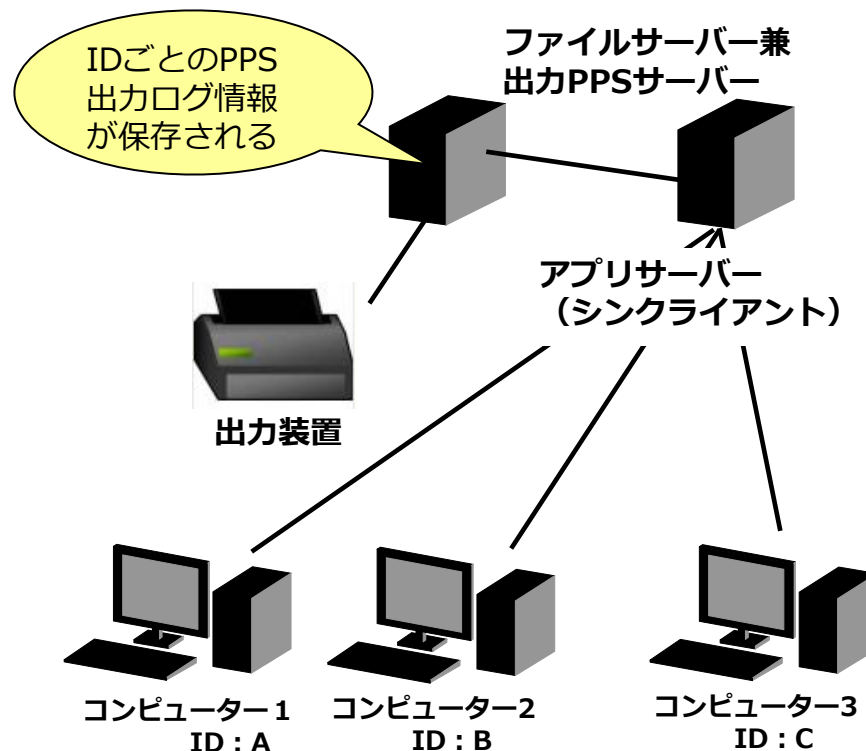 IDごとのPPS
出力ログ情報
が保存される
ファイルサーバー兼
出力PPSサーバー
アプリサーバー
(シンクライアント)
出力装置
コンピューター1
ID:A
コンピューター2
ID:B
コンピューター3
ID:C